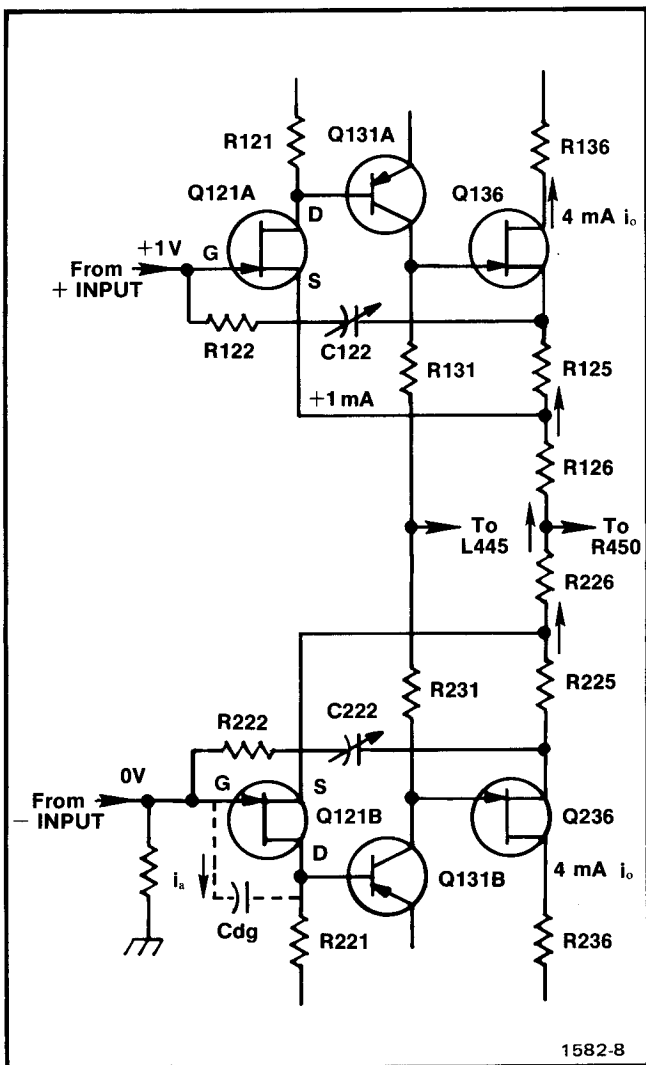 R121
Q131A
R136
Q121A
D
Q136
4 mA iₒ
+1V
G
From
+ INPUT
S
R122
C122
R131
R125
+1 mA
R126
To
L445
To
R450
R226
R231
R225
R222
C222
0V
G
S
From
− INPUT
Q121B
Q236
D
iₐ
Q131B
4 mA iₒ
Cdg
R221
R236
1582-8